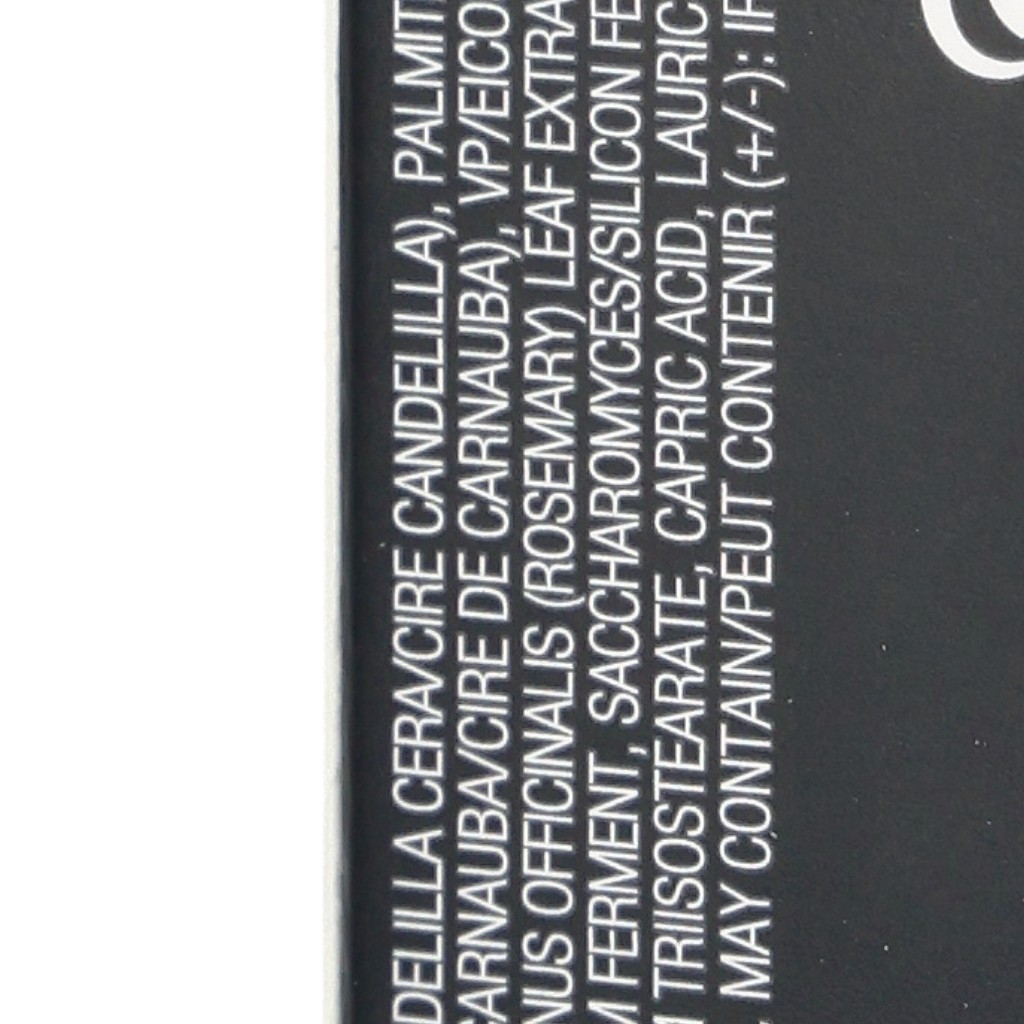 DELILLA CERA/CIRE CANDELILLA), PALMIT
CARNAUBA/CIRE DE CARNAUBA), VP/EICO
NUS OFFICINALIS (ROSEMARY) LEAF EXTRA
M FERMENT, SACCHAROMYCES/SILICON FE
TRIISOSTEARATE, CAPRIC ACID, LAURIC
MAY CONTAIN/PEUT CONTENIR (+/-): IR